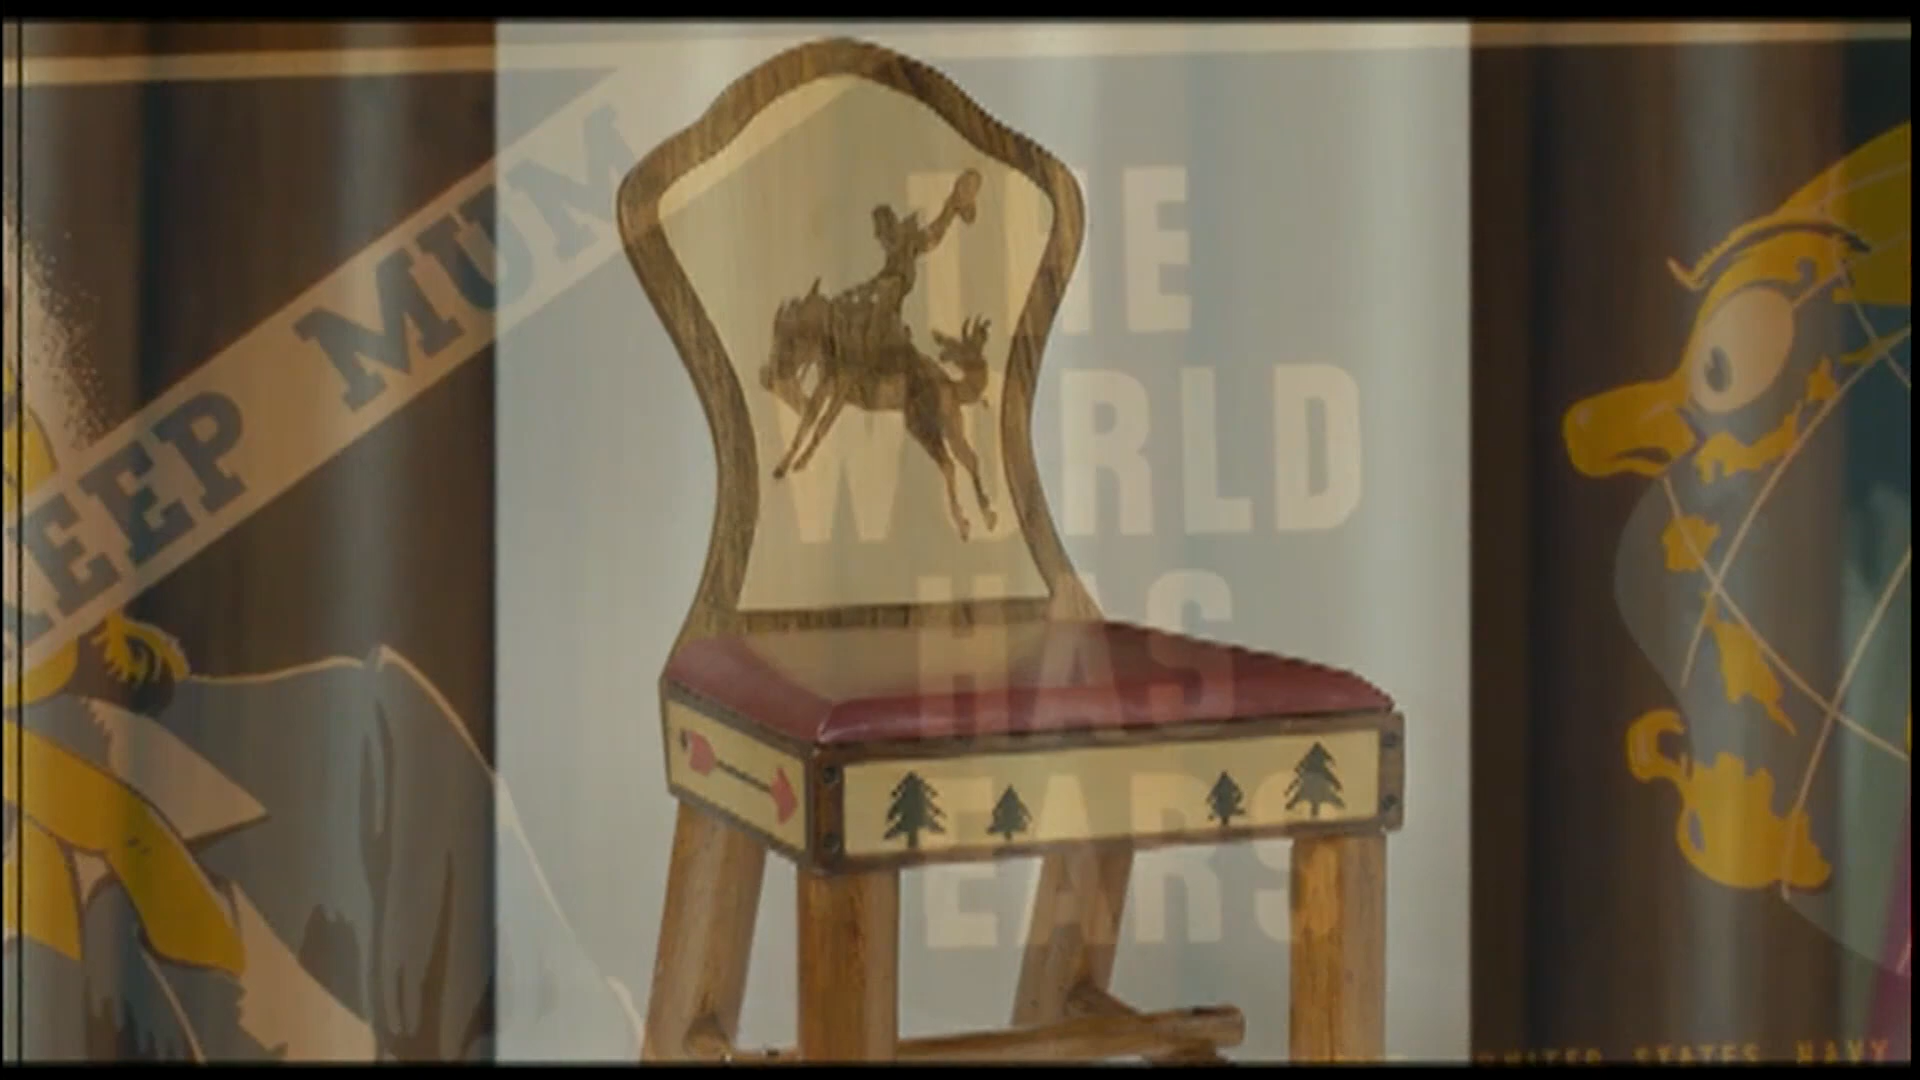 KEEP MUM
THE
WORLD
HAS
EARS
UNITED STATES NAVY